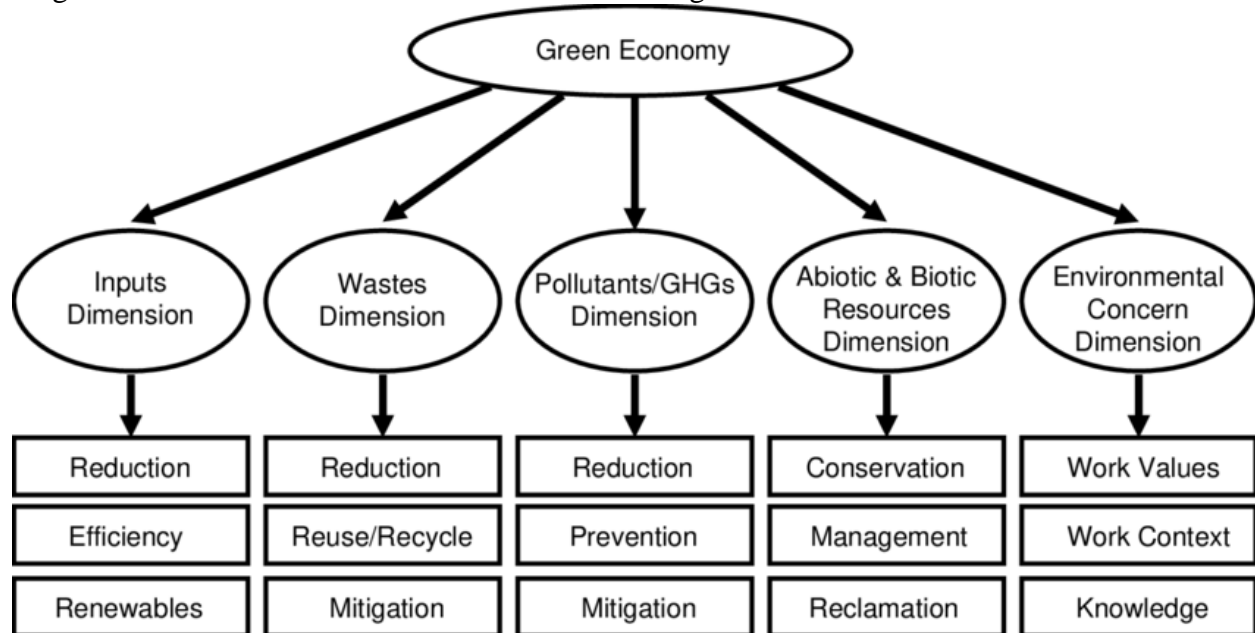 Green Economy
Inputs
Dimension
Wastes
Dimension
Pollutants/GHGs
Dimension
Abiotic & Biotic
Resources
Dimension
Environmental
Concern
Dimension
Reduction
Efficiency
Renewables
Reduction
Reuse/Recycle
Mitigation
Reduction
Prevention
Mitigation
Conservation
Management
Reclamation
Work Values
Work Context
Knowledge